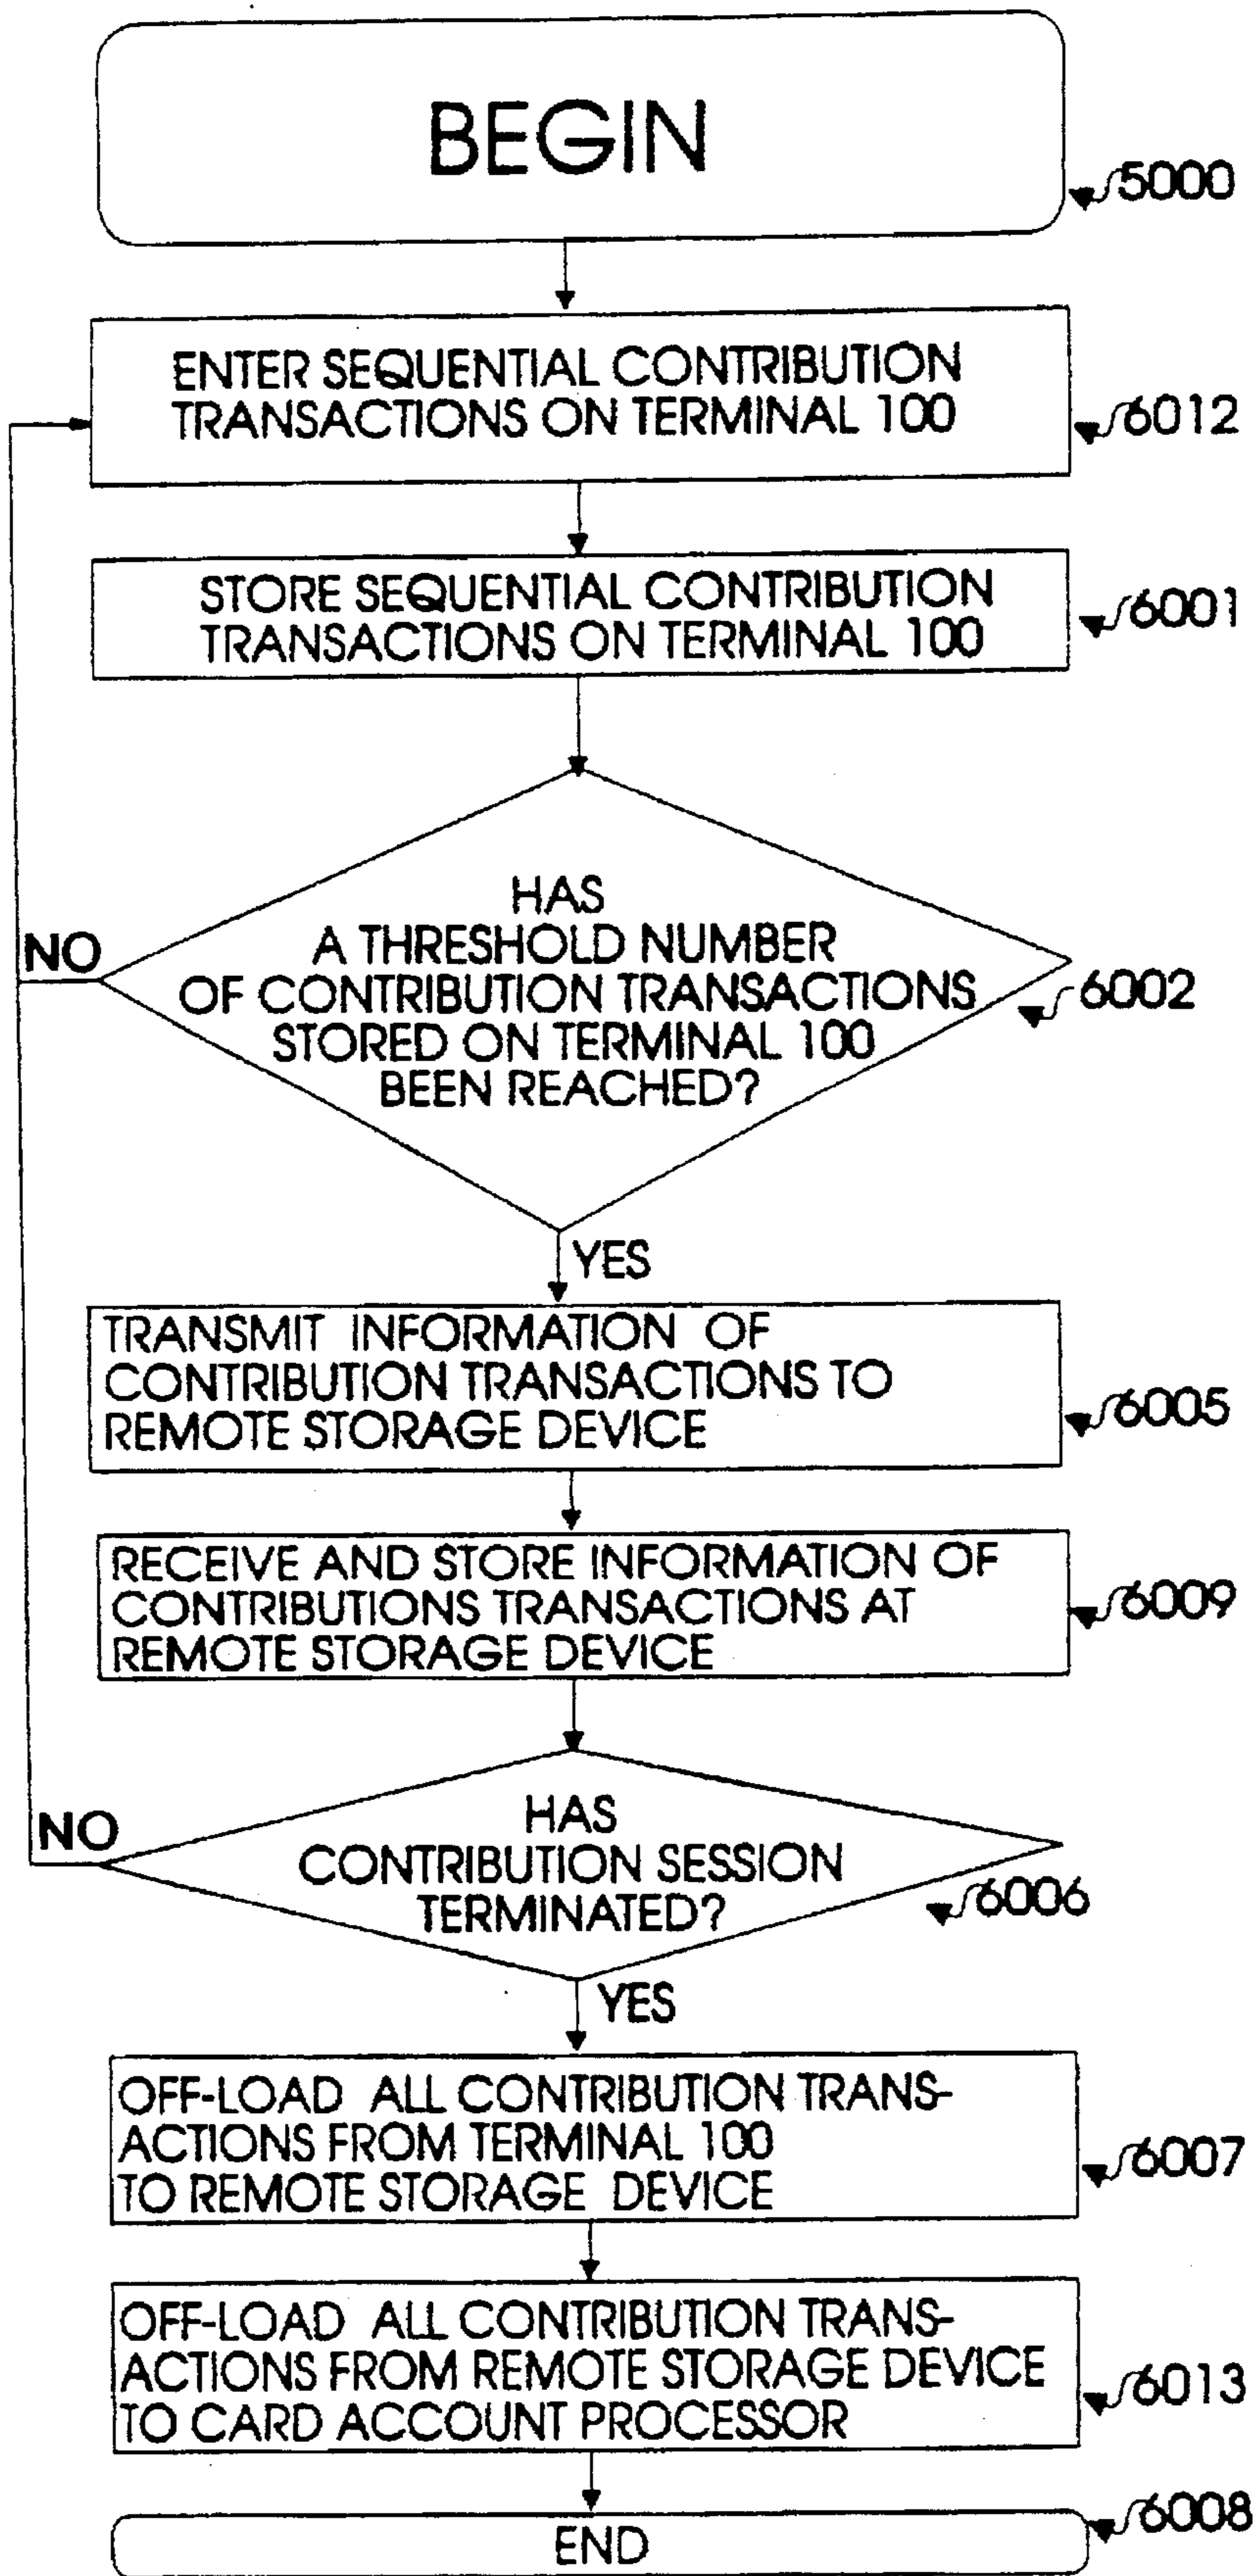 BEGIN
5000
ENTER SEQUENTIAL CONTRIBUTION
TRANSACTIONS ON TERMINAL 100
6012
STORE SEQUENTIAL CONTRIBUTION
TRANSACTIONS ON TERMINAL 100
6001
HAS
A THRESHOLD NUMBER
OF CONTRIBUTION TRANSACTIONS
STORED ON TERMINAL 100
BEEN REACHED?
NO
6002
YES
TRANSMIT INFORMATION OF
CONTRIBUTION TRANSACTIONS TO
REMOTE STORAGE DEVICE
6005
RECEIVE AND STORE INFORMATION OF
CONTRIBUTIONS TRANSACTIONS AT
REMOTE STORAGE DEVICE
6009
HAS
CONTRIBUTION SESSION
TERMINATED?
NO
6006
YES
OFF-LOAD ALL CONTRIBUTION TRANS-
ACTIONS FROM TERMINAL 100
TO REMOTE STORAGE DEVICE
6007
OFF-LOAD ALL CONTRIBUTION TRANS-
ACTIONS FROM REMOTE STORAGE DEVICE
TO CARD ACCOUNT PROCESSOR
6013
END
6008